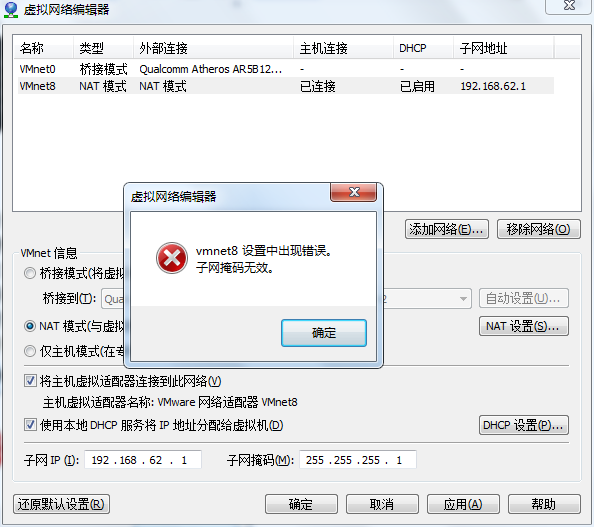 虚拟网络编辑器
名称 类型 外部连接 主机连接 DHCP 子网地址
VMnet0 桥接模式 Qualcomm Atheros AR5B12... - - -
VMnet8 NAT 模式 NAT 模式 已连接 已启用 192.168.62.1
虚拟网络编辑器
vmnet8 设置中出现错误。
子网掩码无效。
确定
添加网络(E)... 移除网络(O)
VMnet 信息
桥接模式(将虚拟
桥接到(T): Qua 自动设置(U)...
NAT 模式(与虚拟 NAT 设置(S)...
仅主机模式(在专
将主机虚拟适配器连接到此网络(V)
主机虚拟适配器名称: VMware 网络适配器 VMnet8
使用本地 DHCP 服务将 IP 地址分配给虚拟机(D) DHCP 设置(P)...
子网 IP (I): 192 .168 . 62 . 1 子网掩码(M): 255 .255 .255 . 1
还原默认设置(R) 确定 取消 应用(A) 帮助